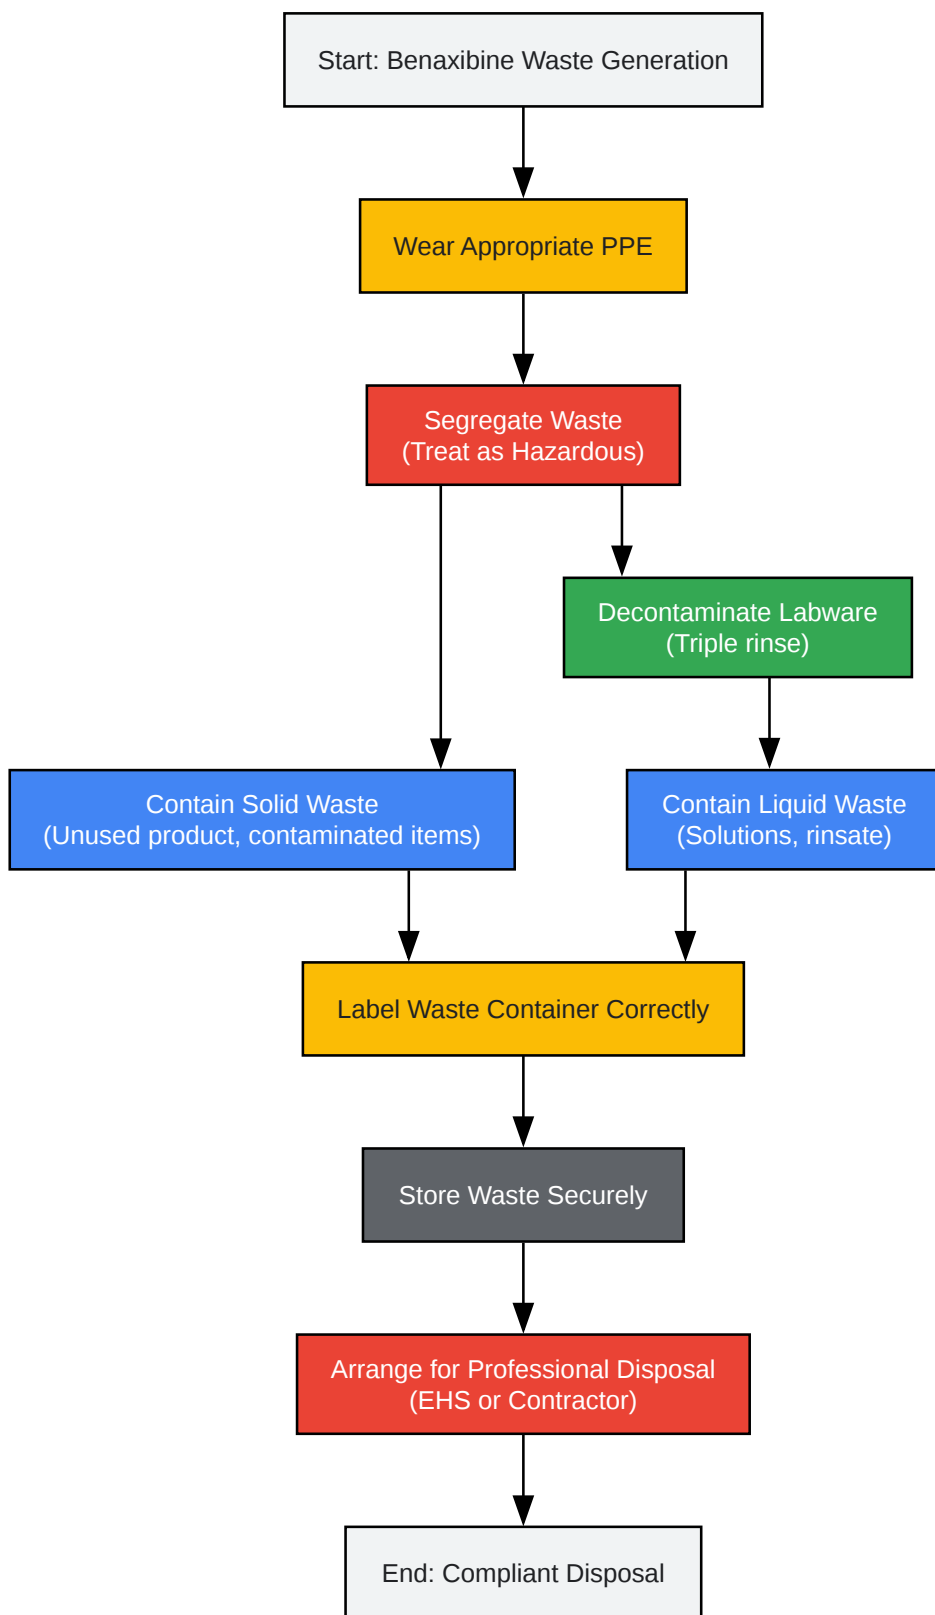 Start: Benaxibine Waste Generation
Wear Appropriate PPE
Segregate Waste
(Treat as Hazardous)
Decontaminate Labware
(Triple rinse)
Contain Solid Waste
(Unused product, contaminated items)
Contain Liquid Waste
(Solutions, rinsate)
Label Waste Container Correctly
Store Waste Securely
Arrange for Professional Disposal
(EHS or Contractor)
End: Compliant Disposal